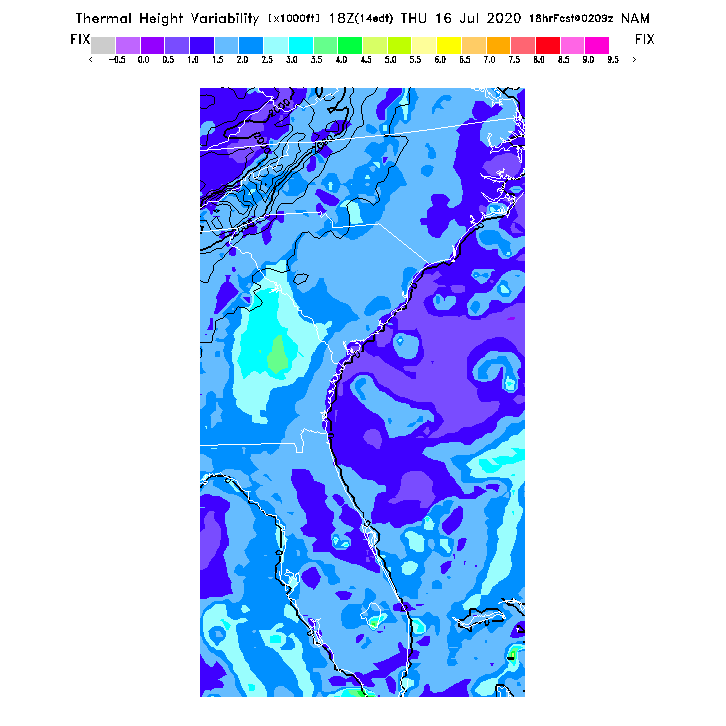 Thermal Height Variability [x1000ft] 18Z(14edt) THU 16 Jul 2020 18hrFcst@0209z NAM
FIX FIX
< -0.5 0.0 0.5 1.0 1.5 2.0 2.5 3.0 3.5 4.0 4.5 5.0 5.5 6.0 6.5 7.0 7.5 8.0 8.5 9.0 9.5 >